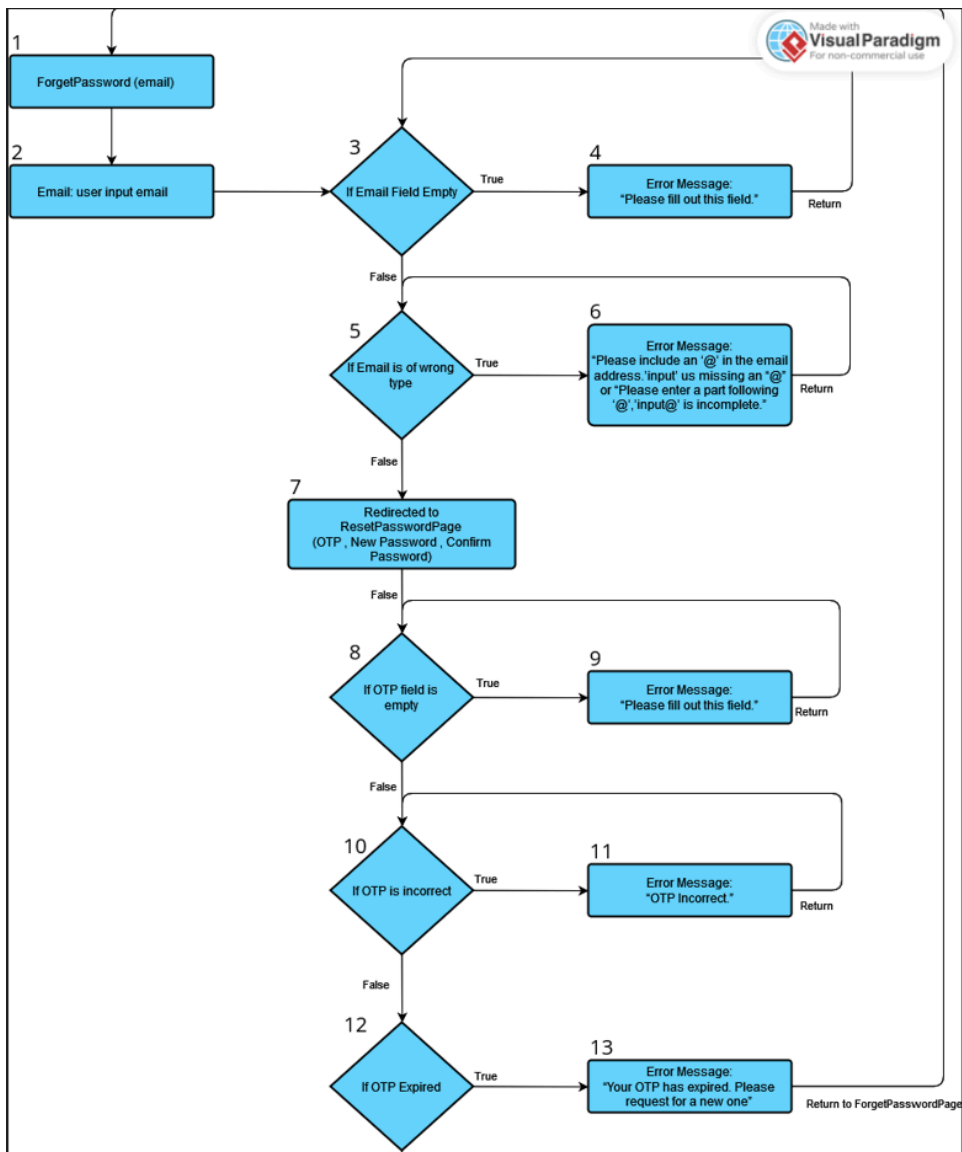 Made with
VisualParadigm
For non-commercial use
1
ForgetPassword (email)
2
Email: user input email
3
If Email Field Empty
True
4
Error Message:
“Please fill out this field.”
Return
False
5
If Email is of wrong
type
True
6
Error Message:
“Please include an ‘@’ in the email
address.’input’ us missing an “@”
or “Please enter a part following
‘@’,’input@’ is incomplete.”
Return
False
7
Redirected to
ResetPasswordPage
(OTP , New Password , Confirm
Password)
False
8
If OTP field is
empty
True
9
Error Message:
“Please fill out this field.”
Return
False
10
If OTP is incorrect
True
11
Error Message:
“OTP Incorrect.”
Return
False
12
If OTP Expired
True
13
Error Message:
“Your OTP has expired. Please
request for a new one”
Return to ForgetPasswordPage